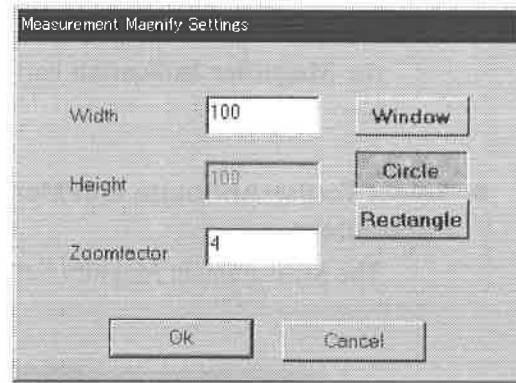 Measurement Magnify Settings
Width 100 Window
Height 100 Circle
Rectangle
Zoomfactor 4
Ok Cancel